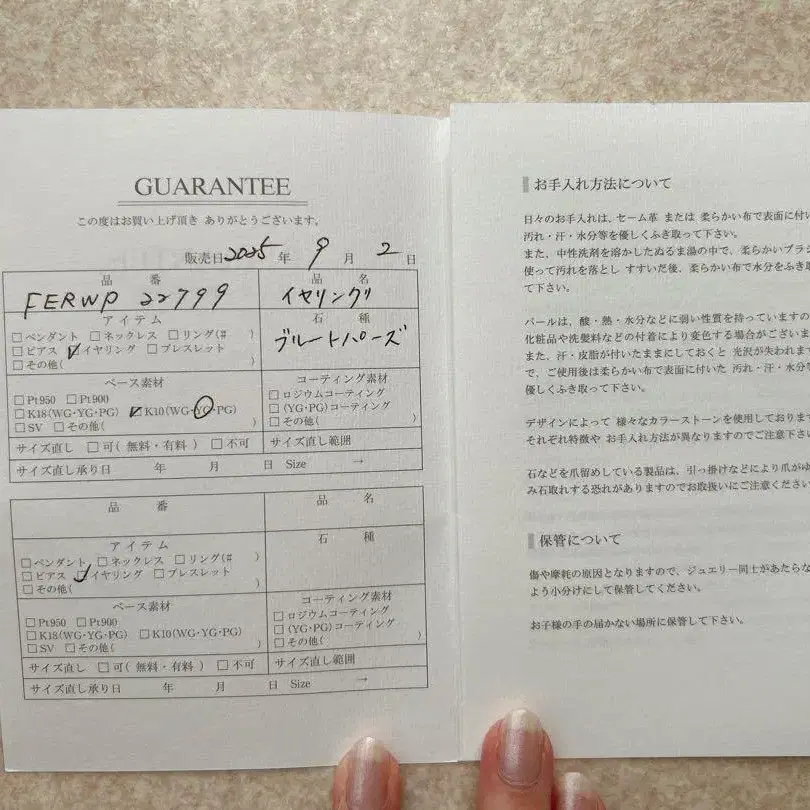 GUARANTEE
この度はお買い上げ頂き ありがとうございます。
販売日 2025 年 9 月 2 日
品 番 品 名
FERWP 22799 イヤリング
アイテム 石 種
□ペンダント □ネックレス □リング(# )
□ピアス ☑イヤリング □ブレスレット
□その他( )
ブルートパーズ
ベース素材 コーティング素材
□Pt950 □Pt900
□K18(WG・YG・PG) ☑K10(WG・YG・PG)
□SV □その他( )
□ロジウムコーティング
□(YG・PG)コーティング
□その他( )
サイズ直し □可( 無料・有料 ) □不可 サイズ直し範囲
サイズ直し承り日 年 月 日 Size →
品 番 品 名
アイテム 石 種
□ペンダント □ネックレス □リング(# )
□ピアス ☑イヤリング □ブレスレット
□その他( )
ベース素材 コーティング素材
□Pt950 □Pt900
□K18(WG・YG・PG) □K10(WG・YG・PG)
□SV □その他( )
□ロジウムコーティング
□(YG・PG)コーティング
□その他( )
サイズ直し □可( 無料・有料 ) □不可 サイズ直し範囲
サイズ直し承り日 年 月 日 Size →
お手入れ方法について
日々のお手入れは、セーム革 または 柔らかい布で表面に付い
汚れ・汗・水分等を優しくふき取って下さい。
また、中性洗剤を溶かしたぬるま湯の中で、柔らかいブラシ
使って汚れを落とし すすいだ後、柔らかい布で水分をふき取
て下さい。
パールは、酸・熱・水分などに弱い性質を持っていますの
化粧品や洗髪料などの付着により変色する場合がございま
また、汗・皮脂が付いたままにしておくと 光沢が失われます
で、ご使用後は柔らかい布で表面に付いた 汚れ・汗・水分
優しくふき取って下さい。
デザインによって 様々なカラーストーンを使用しております
それぞれ特徴や お手入れ方法が異なりますのでご注意下さい
石などを爪留めしている製品は、引っ掛けなどにより爪がゆ
み石取れする恐れがありますのでお取扱いにご注意ください
保管について
傷や摩耗の原因となりますので、ジュエリー同士があたらな
よう小分けにして保管してください。
お子様の手の届かない場所に保管して下さい。